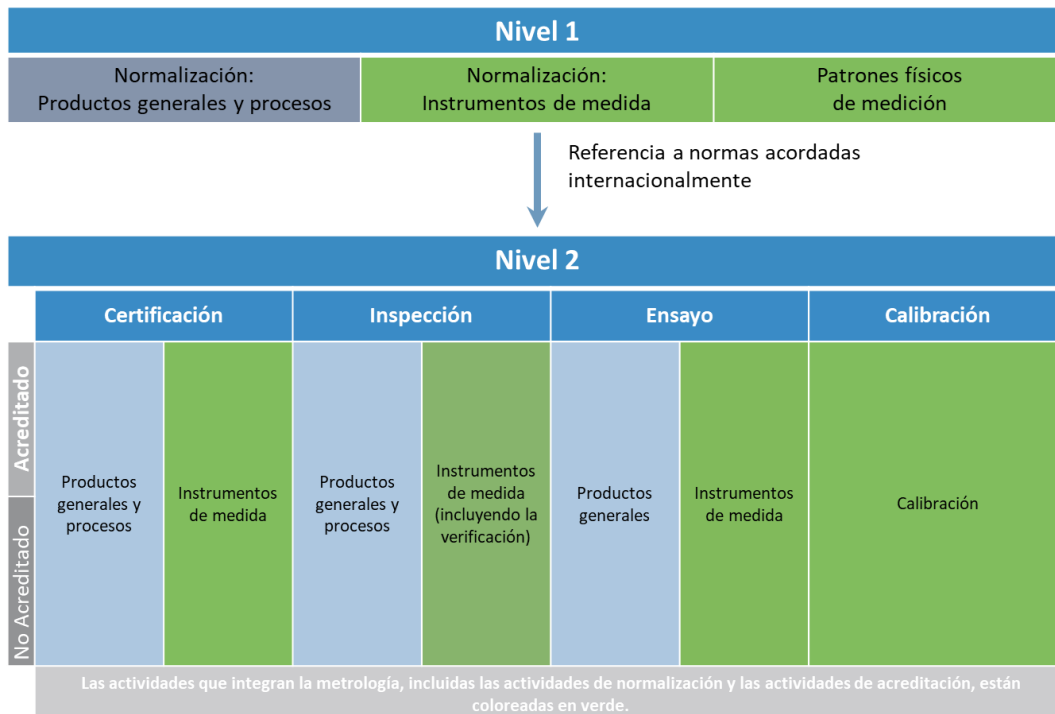 Nivel 1
Normalización:
Productos generales y procesos
Normalización:
Instrumentos de medida
Patrones físicos
de medición
Referencia a normas acordadas
internacionalmente
Nivel 2
Certificación
Inspección
Ensayo
Calibración
Acreditado
No Acreditado
Productos
generales y
procesos
Instrumentos
de medida
Productos
generales y
procesos
Instrumentos
de medida
(incluyendo la
verificación)
Productos
generales
Instrumentos
de medida
Calibración
Las actividades que integran la metrología, incluidas las actividades de normalización y las actividades de acreditación, están
coloreadas en verde.